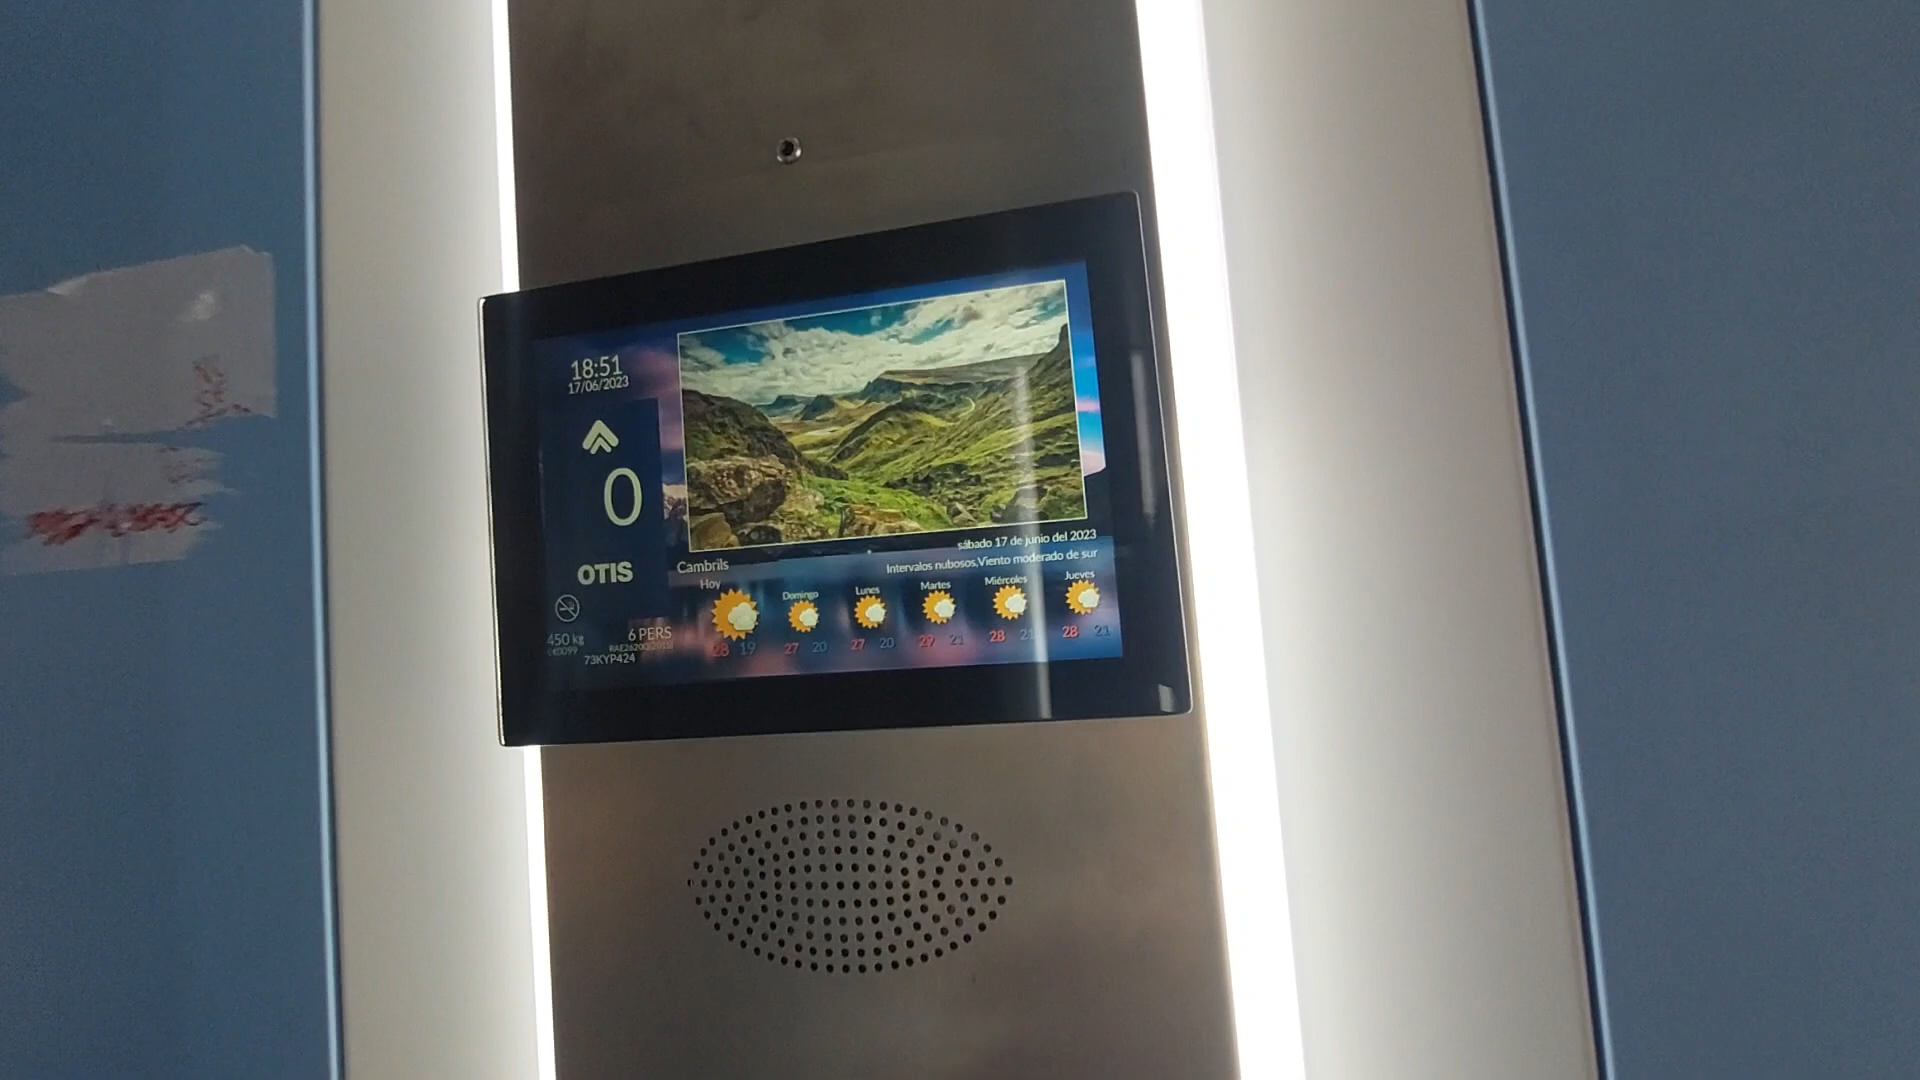 18:51
17/06/2023
0
OTIS
450 kg
6 PERS
73KYP424
sábado 17 de junio del 2023
Cambrils
Intervalos nubosos,Viento moderado de sur
Hoy
Domingo
Lunes
Martes
Miércoles
Jueves
28 19
27 20
27 20
29 21
28 21
28 21